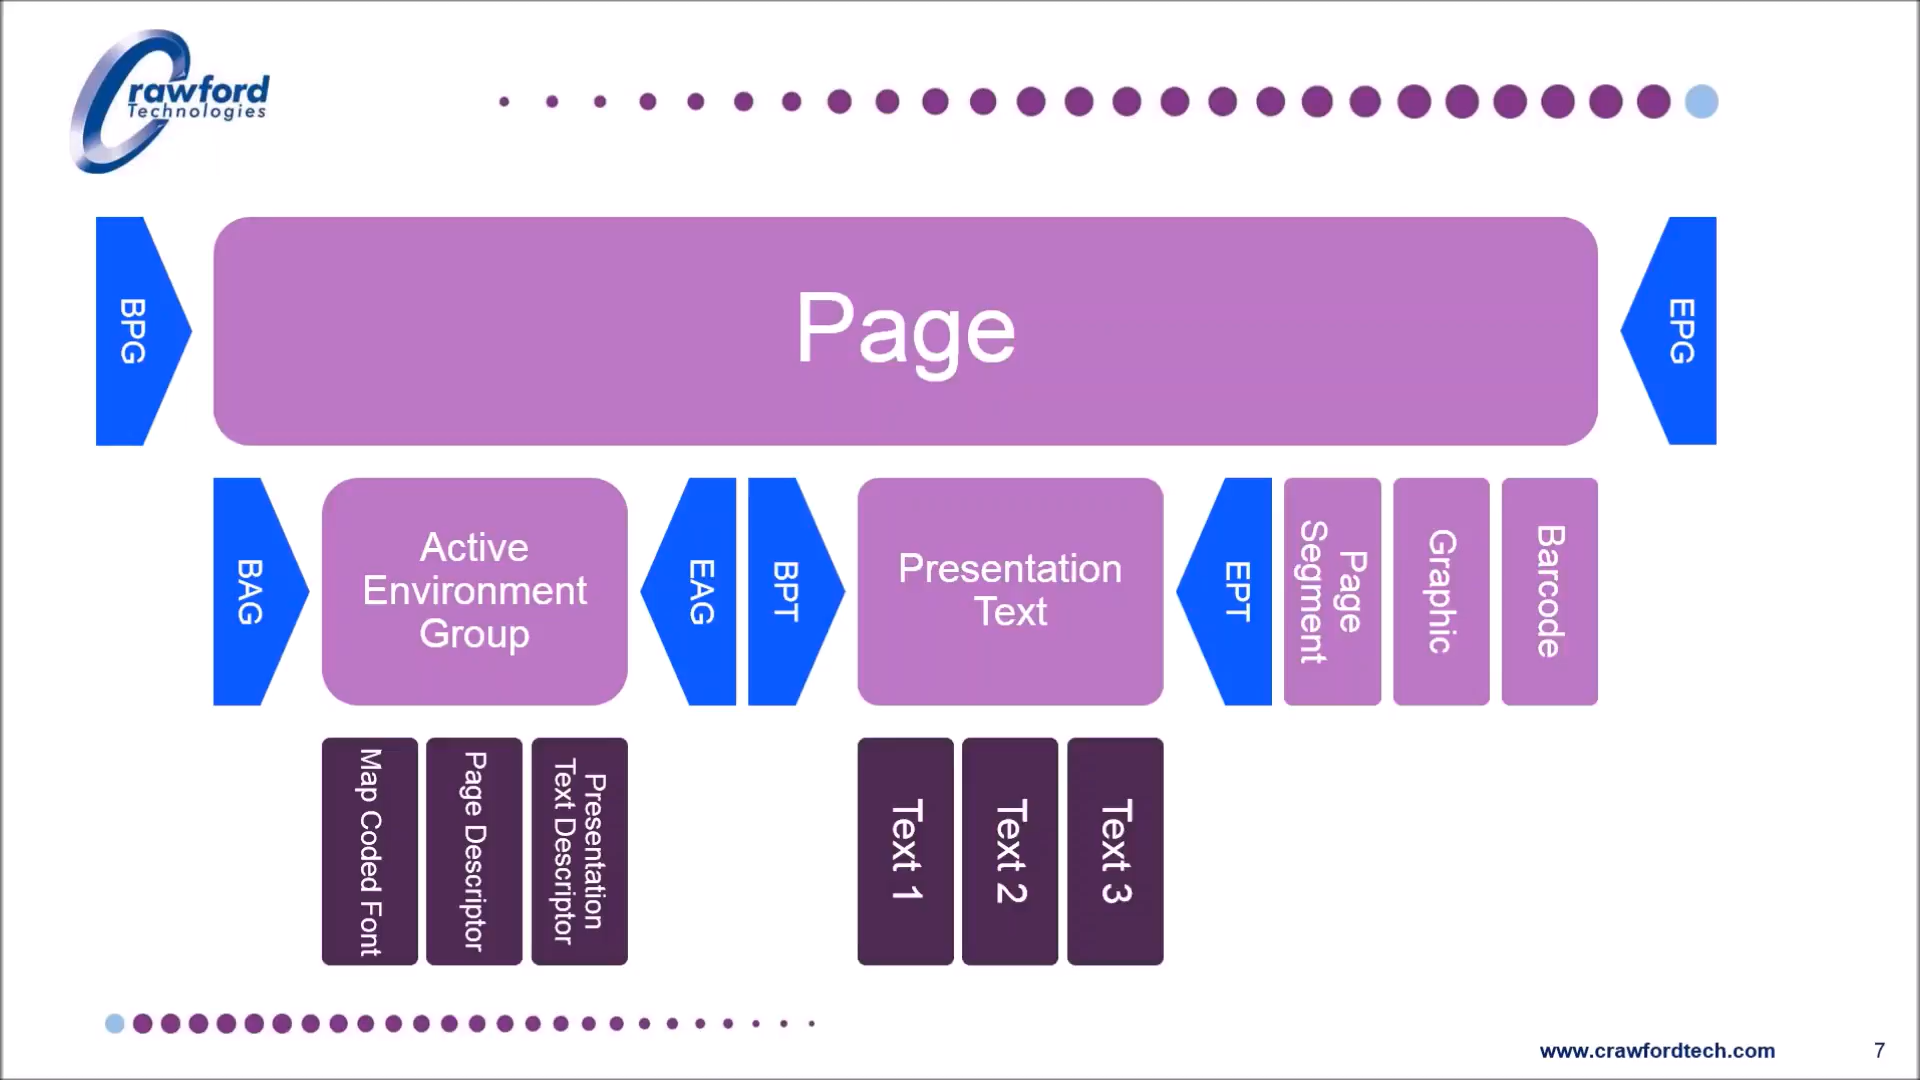 Crawford
Technologies
BPG
Page
EPG
BAG
Active
Environment
Group
EAG
BPT
Presentation
Text
EPT
Page
Segment
Graphic
Barcode
Map Coded Font
Page Descriptor
Presentation
Text Descriptor
Text 1
Text 2
Text 3
www.crawfordtech.com
7